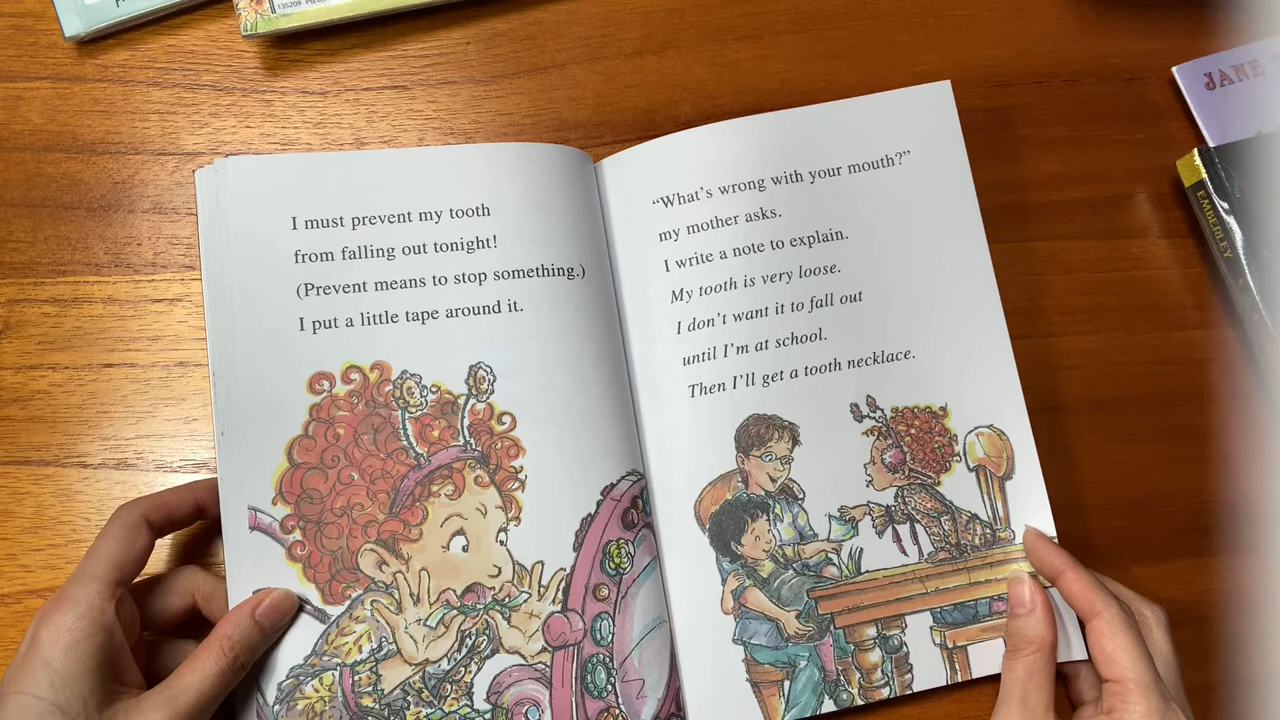 135209
I must prevent my tooth
from falling out tonight!
(Prevent means to stop something.)
I put a little tape around it.
“What’s wrong with your mouth?”
my mother asks.
I write a note to explain.
My tooth is very loose.
I don’t want it to fall out
until I’m at school.
Then I’ll get a tooth necklace.
JANE
EMBERLEY